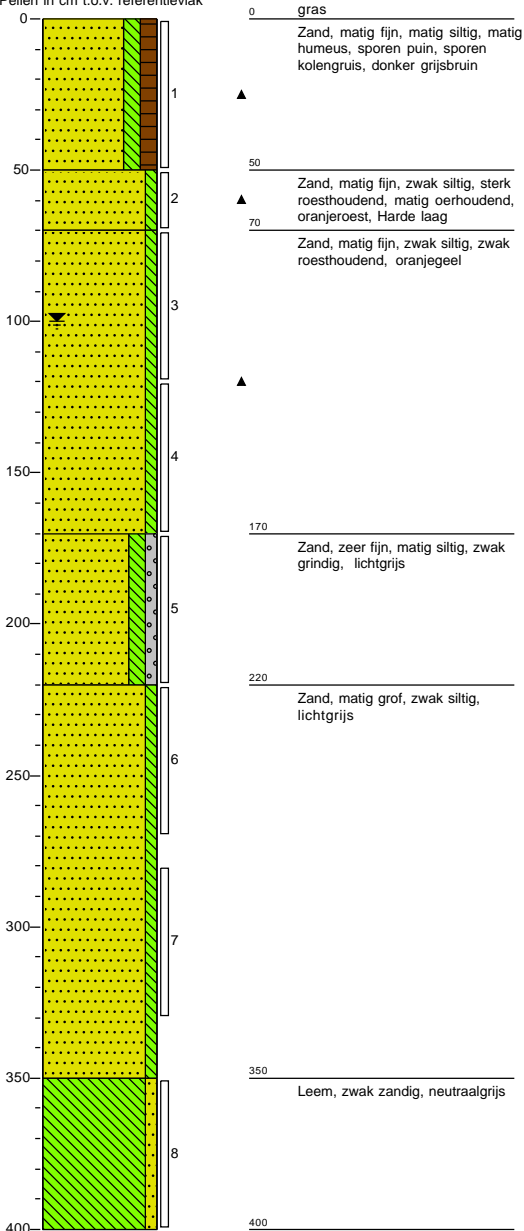 Peilen in cm t.o.v. referentievlak
0
50
100
150
200
250
300
350
400
1
2
3
4
5
6
7
8
0
gras
Zand, matig fijn, matig siltig, matig
humeus, sporen puin, sporen
kolengruis, donker grijsbruin
50
Zand, matig fijn, zwak siltig, sterk
roesthoudend, matig oerhoudend,
oranjeroest, Harde laag
70
Zand, matig fijn, zwak siltig, zwak
roesthoudend, oranjegeel
170
Zand, zeer fijn, matig siltig, zwak
grindig, lichtgrijs
220
Zand, matig grof, zwak siltig,
lichtgrijs
350
Leem, zwak zandig, neutraalgrijs
400